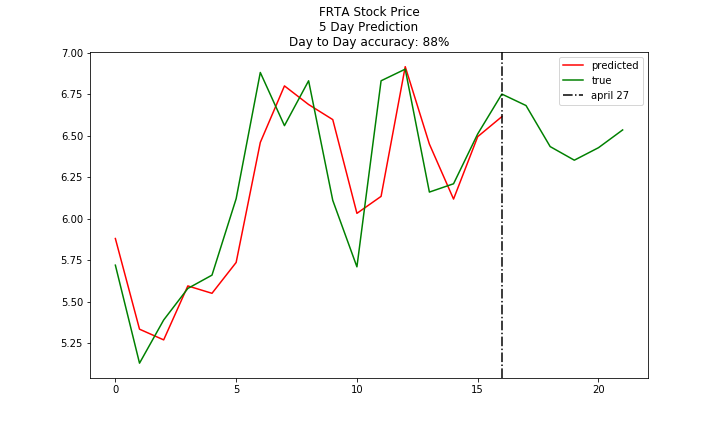 FRTA Stock Price
5 Day Prediction
Day to Day accuracy: 88%
predicted
true
april 27
7.00
6.75
6.50
6.25
6.00
5.75
5.50
5.25
0
5
10
15
20